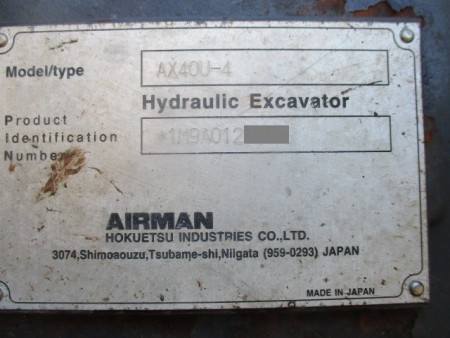 Model/type AX40U-4
Hydraulic Excavator
Product
Identification
Number *1M9A012
AIRMAN
HOKUETSU INDUSTRIES CO.,LTD.
3074,Shimoaouzu,Tsubame-shi,Niigata (959-0293) JAPAN
MADE IN JAPAN